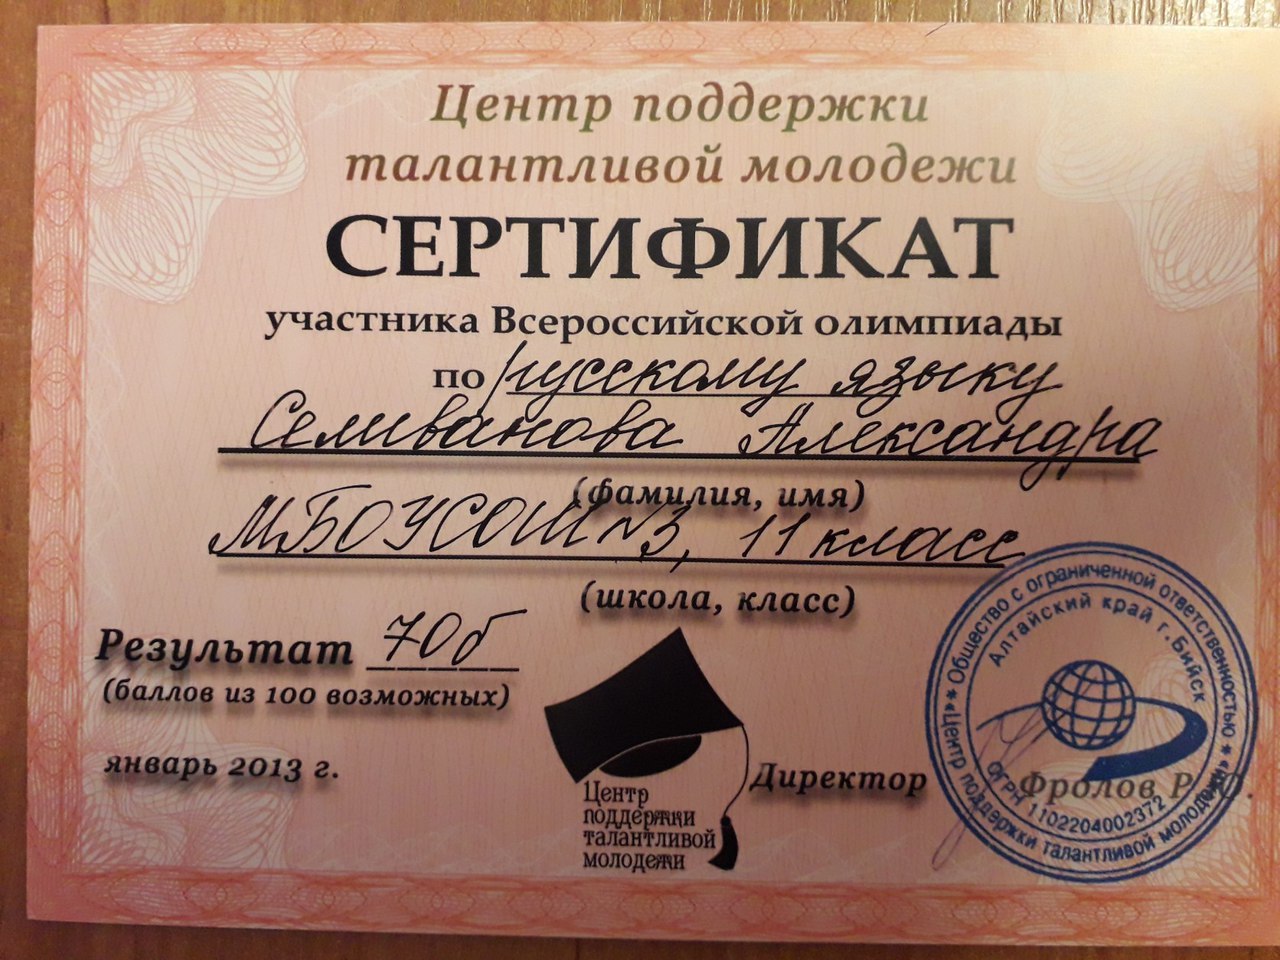 Центр поддержки
талантливой молодежи
СЕРТИФИКАТ
участника Всероссийской олимпиады
по русскому языку
Селиванова Александра
(фамилия, имя)
МБОУСОШ №3, 11 класс
(школа, класс)
Результат 70б
(баллов из 100 возможных)
январь 2013 г.
Центр
поддержки
талантливой
молодежи
Директор Фролов Р.
Общество с ограниченной ответственностью
* "Центр поддержки талантливой молодежи" *
Алтайский край г.Бийск
ОГРН 1102204002372